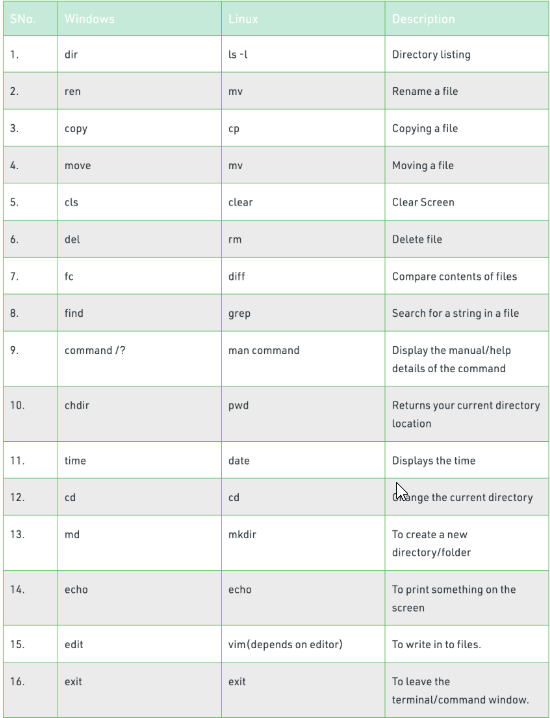 SNo. Windows Linux Description
1. dir ls -l Directory listing
2. ren mv Rename a file
3. copy cp Copying a file
4. move mv Moving a file
5. cls clear Clear Screen
6. del rm Delete file
7. fc diff Compare contents of files
8. find grep Search for a string in a file
9. command /? man command Display the manual/help
details of the command
10. chdir pwd Returns your current directory
location
11. time date Displays the time
12. cd cd Change the current directory
13. md mkdir To create a new
directory/folder
14. echo echo To print something on the
screen
15. edit vim(depends on editor) To write in to files.
16. exit exit To leave the
terminal/command window.